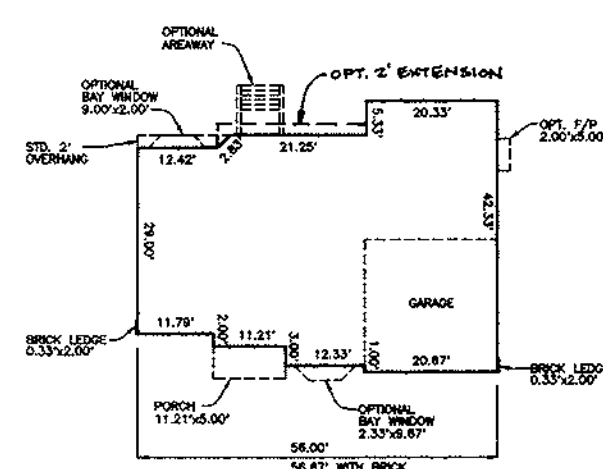 OPTIONAL
AREAWAY
OPT. 2' EXTENSION
OPTIONAL
BAY WINDOW
9.00'x2.00'
20.33'
5.33'
OPT. F/P
2.00'x5.00'
STD. 2'
OVERHANG
12.42'
2.83'
21.25'
29.00'
42.33'
GARAGE
BRICK LEDGE
0.33'x2.00'
11.79'
2.00'
11.21'
3.00'
12.33'
1.00'
20.67'
BRICK LEDG
0.33'x2.00'
PORCH
11.21'x5.00'
OPTIONAL
BAY WINDOW
2.33'x9.67'
56.00'
56.67' WITH BRICK